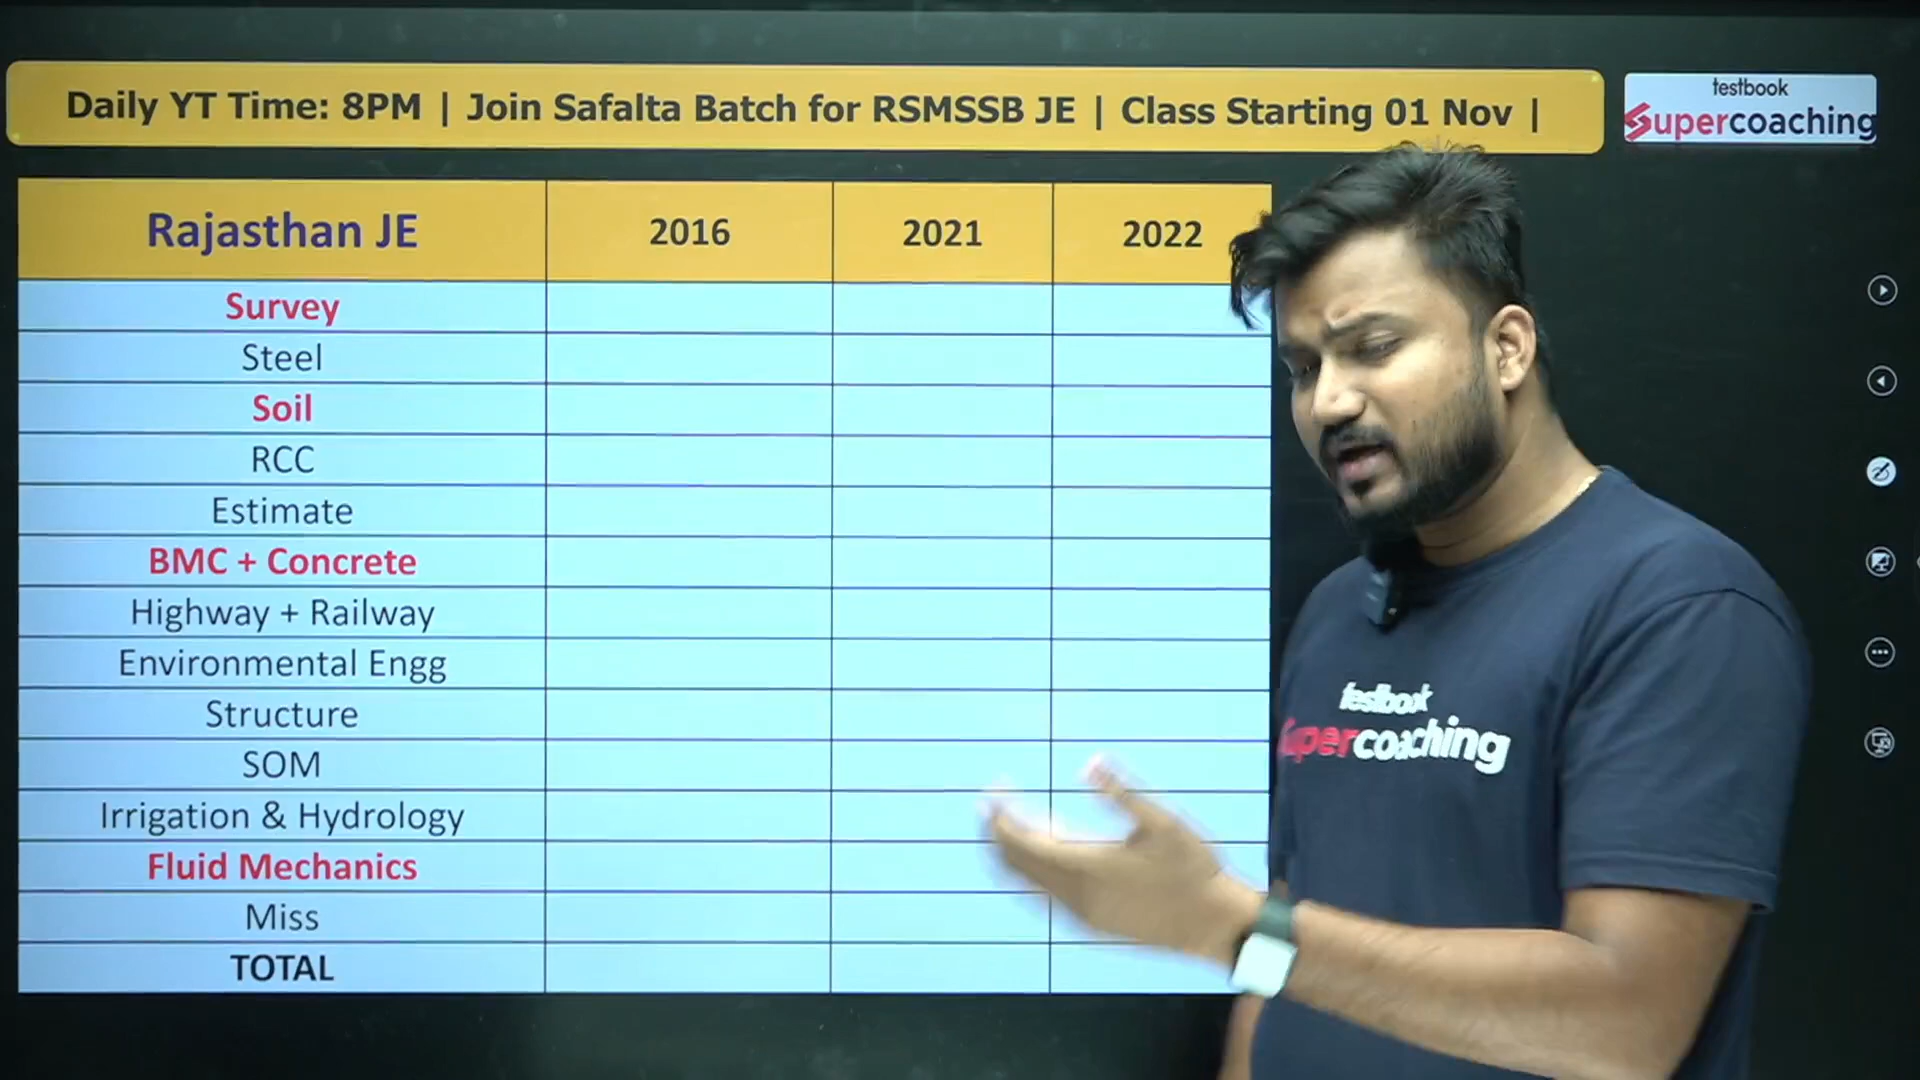 Daily YT Time: 8PM | Join Safalta Batch for RSMSSB JE | Class Starting 01 Nov |
testbook
Supercoaching
Rajasthan JE 2016 2021 2022
Survey
Steel
Soil
RCC
Estimate
BMC + Concrete
Highway + Railway
Environmental Engg
Structure
SOM
Irrigation & Hydrology
Fluid Mechanics
Miss
TOTAL
testbook
Supercoaching